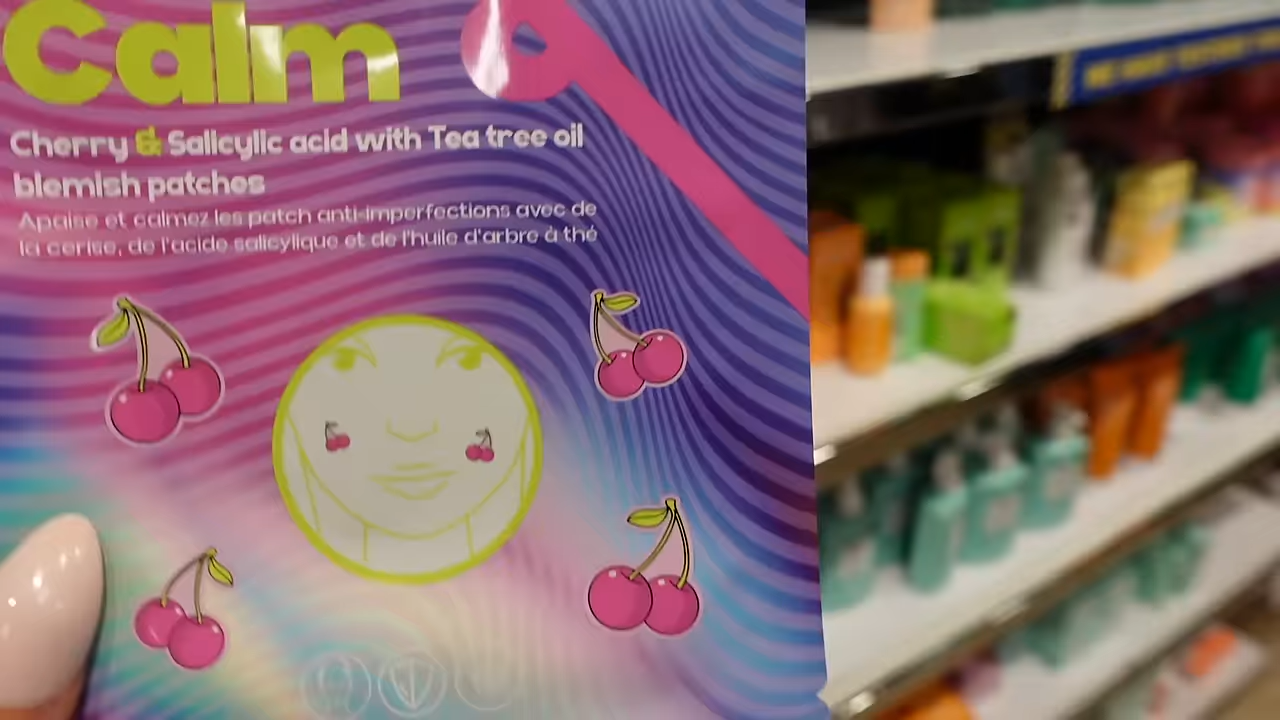 Calm
Cherry & Salicylic acid with Tea tree oil
blemish patches
Apaise et calmez les patch anti-imperfections avec de
la cerise, de l'acide salicylique et de l'huile d'arbre à thé